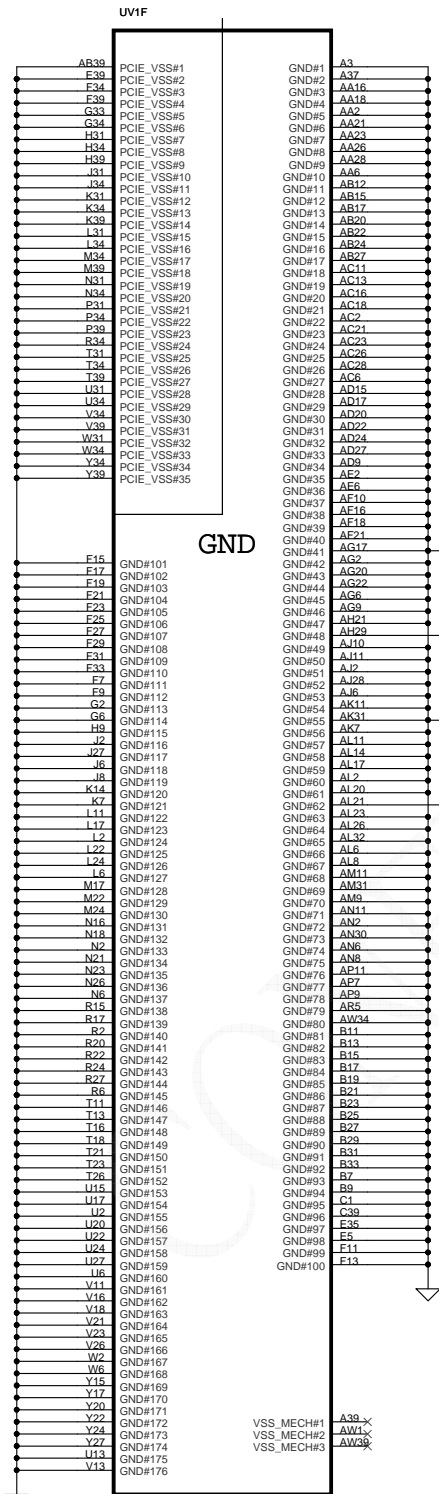 UV1F
AB39 PCIE_VSS#1
E39 PCIE_VSS#2
F34 PCIE_VSS#3
F39 PCIE_VSS#4
G33 PCIE_VSS#5
G34 PCIE_VSS#6
H31 PCIE_VSS#7
H34 PCIE_VSS#8
H39 PCIE_VSS#9
J31 PCIE_VSS#10
J34 PCIE_VSS#11
K31 PCIE_VSS#12
K34 PCIE_VSS#13
K39 PCIE_VSS#14
L31 PCIE_VSS#15
L34 PCIE_VSS#16
M34 PCIE_VSS#17
M39 PCIE_VSS#18
N31 PCIE_VSS#19
N34 PCIE_VSS#20
P31 PCIE_VSS#21
P34 PCIE_VSS#22
P39 PCIE_VSS#23
R34 PCIE_VSS#24
T31 PCIE_VSS#25
T34 PCIE_VSS#26
T39 PCIE_VSS#27
U31 PCIE_VSS#28
U34 PCIE_VSS#29
V34 PCIE_VSS#30
V39 PCIE_VSS#31
W31 PCIE_VSS#32
W34 PCIE_VSS#33
Y34 PCIE_VSS#34
Y39 PCIE_VSS#35
GND
F15 GND#101
F17 GND#102
F19 GND#103
F21 GND#104
F23 GND#105
F25 GND#106
F27 GND#107
F29 GND#108
F31 GND#109
F33 GND#110
F7 GND#111
F9 GND#112
G2 GND#113
G6 GND#114
H9 GND#115
J2 GND#116
J27 GND#117
J6 GND#118
J8 GND#119
K14 GND#120
K7 GND#121
L11 GND#122
L17 GND#123
L2 GND#124
L22 GND#125
L24 GND#126
L6 GND#127
M17 GND#128
M22 GND#129
M24 GND#130
N16 GND#131
N18 GND#132
N2 GND#133
N21 GND#134
N23 GND#135
N26 GND#136
N6 GND#137
R15 GND#138
R17 GND#139
R2 GND#140
R20 GND#141
R22 GND#142
R24 GND#143
R27 GND#144
R6 GND#145
T11 GND#146
T13 GND#147
T16 GND#148
T18 GND#149
T21 GND#150
T23 GND#151
T26 GND#152
U15 GND#153
U17 GND#154
U2 GND#155
U20 GND#156
U22 GND#157
U24 GND#158
U27 GND#159
U6 GND#160
V11 GND#161
V16 GND#162
V18 GND#163
V21 GND#164
V23 GND#165
V26 GND#166
W2 GND#167
W6 GND#168
Y15 GND#169
Y17 GND#170
Y20 GND#171
Y22 GND#172
Y24 GND#173
Y27 GND#174
U13 GND#175
V13 GND#176
GND#1 A3
GND#2 A37
GND#3 AA16
GND#4 AA18
GND#5 AA2
GND#6 AA21
GND#7 AA23
GND#8 AA26
GND#9 AA28
GND#10 AA6
GND#11 AB12
GND#12 AB15
GND#13 AB17
GND#14 AB20
GND#15 AB22
GND#16 AB24
GND#17 AB27
GND#18 AC11
GND#19 AC13
GND#20 AC16
GND#21 AC18
GND#22 AC2
GND#23 AC21
GND#24 AC23
GND#25 AC26
GND#26 AC28
GND#27 AC6
GND#28 AD15
GND#29 AD17
GND#30 AD20
GND#31 AD22
GND#32 AD24
GND#33 AD27
GND#34 AD9
GND#35 AE2
GND#36 AE6
GND#37 AF10
GND#38 AF16
GND#39 AF18
GND#40 AF21
GND#41 AG17
GND#42 AG2
GND#43 AG20
GND#44 AG22
GND#45 AG6
GND#46 AG9
GND#47 AH21
GND#48 AH29
GND#49 AJ10
GND#50 AJ11
GND#51 AJ2
GND#52 AJ28
GND#53 AJ6
GND#54 AK11
GND#55 AK31
GND#56 AK7
GND#57 AL11
GND#58 AL14
GND#59 AL17
GND#60 AL2
GND#61 AL20
GND#62 AL21
GND#63 AL23
GND#64 AL26
GND#65 AL32
GND#66 AL6
GND#67 AL8
GND#68 AM11
GND#69 AM31
GND#70 AM9
GND#71 AN11
GND#72 AN2
GND#73 AN30
GND#74 AN6
GND#75 AN8
GND#76 AP11
GND#77 AP7
GND#78 AP9
GND#79 AR5
GND#80 AW34
GND#81 B11
GND#82 B13
GND#83 B15
GND#84 B17
GND#85 B19
GND#86 B21
GND#87 B23
GND#88 B25
GND#89 B27
GND#90 B29
GND#91 B31
GND#92 B33
GND#93 B7
GND#94 B9
GND#95 C1
GND#96 C39
GND#97 E35
GND#98 E5
GND#99 F11
GND#100 F13
VSS_MECH#1 A39
VSS_MECH#2 AW1
VSS_MECH#3 AW39